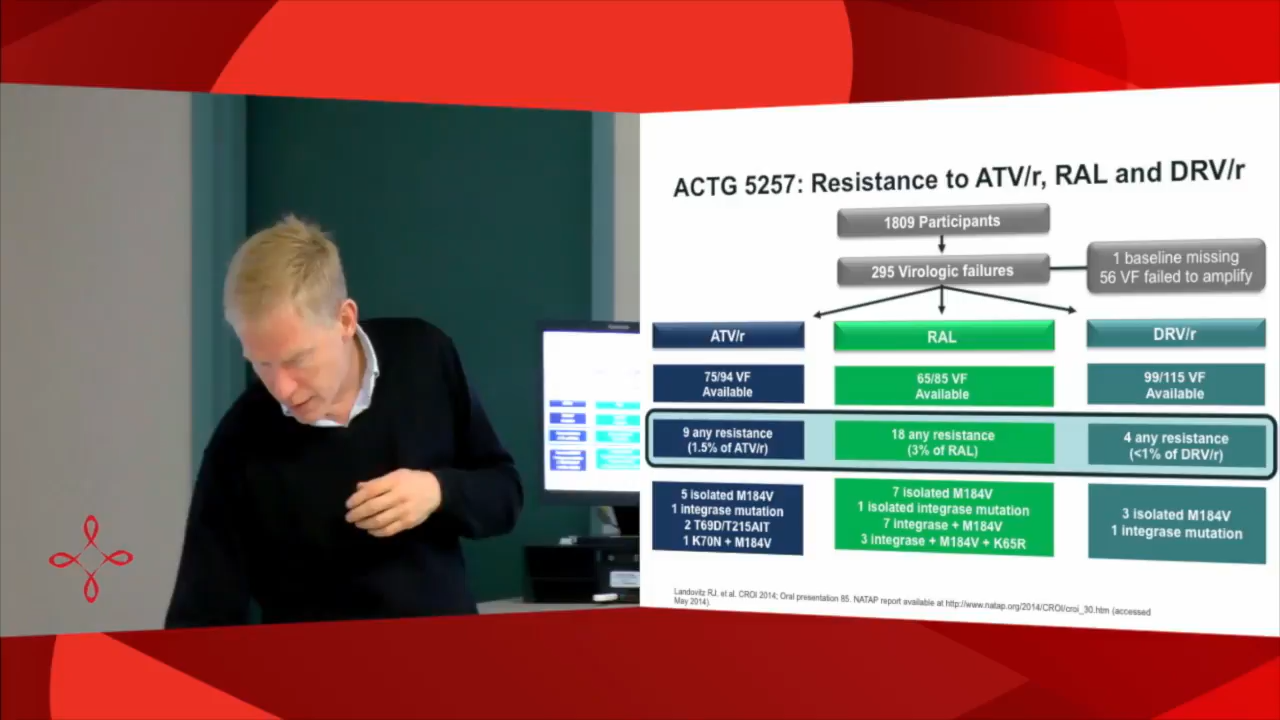 ACTG 5257: Resistance to ATV/r, RAL and DRV/r
1809 Participants
295 Virologic failures
1 baseline missing
56 VF failed to amplify
ATV/r
RAL
DRV/r
75/94 VF
Available
65/85 VF
Available
99/115 VF
Available
9 any resistance
(1.5% of ATV/r)
18 any resistance
(3% of RAL)
4 any resistance
(<1% of DRV/r)
5 isolated M184V
1 integrase mutation
2 T69D/T215AIT
1 K70N + M184V
7 isolated M184V
1 isolated integrase mutation
7 integrase + M184V
3 integrase + M184V + K65R
3 isolated M184V
1 integrase mutation
Landovitz RJ, et al. CROI 2014; Oral presentation 85. NATAP report available at http://www.natap.org/2014/CROI/croi_30.htm (accessed
May 2014).